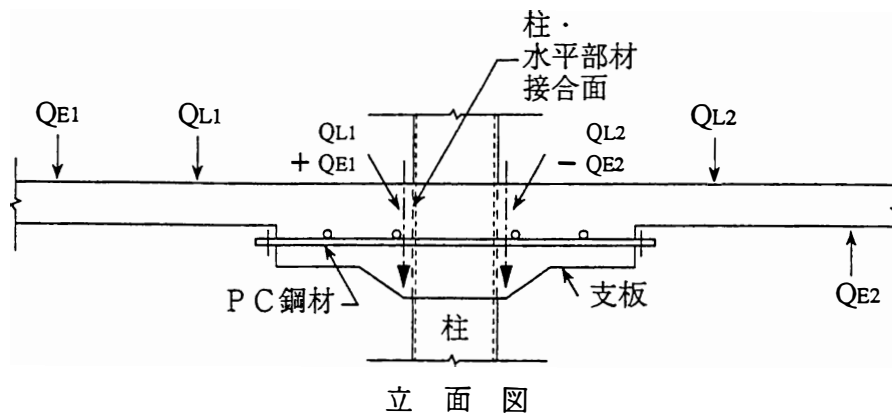 柱・
水平部材
接合面
QE1
QL1
QL1
+ QE1
QL2
− QE2
QL2
PC鋼材
支板
QE2
柱
立面図